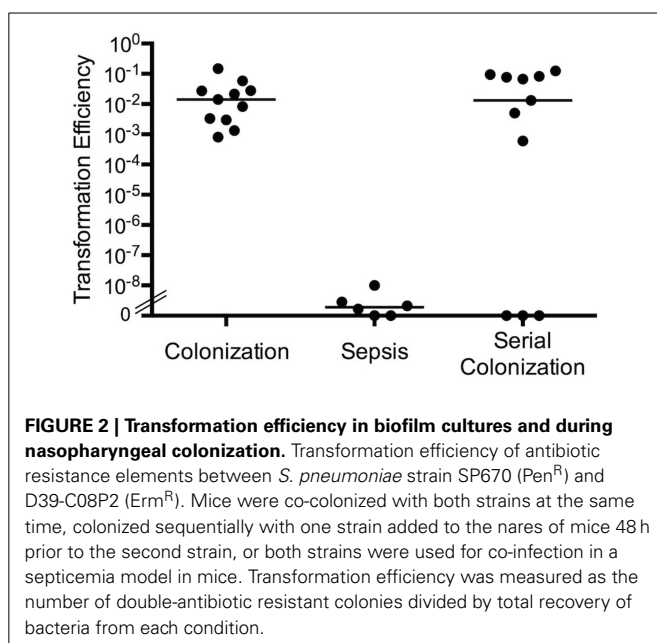 10⁰
10⁻¹
10⁻²
10⁻³
10⁻⁴
10⁻⁵
10⁻⁶
10⁻⁷
10⁻⁸
0
Transformation Efficiency
Colonization
Sepsis
Serial
Colonization
FIGURE 2 | Transformation efficiency in biofilm cultures and during
nasopharyngeal colonization. Transformation efficiency of antibiotic
resistance elements between S. pneumoniae strain SP670 (Penᴿ) and
D39-C08P2 (Ermᴿ). Mice were co-colonized with both strains at the same
time, colonized sequentially with one strain added to the nares of mice 48 h
prior to the second strain, or both strains were used for co-infection in a
septicemia model in mice. Transformation efficiency was measured as the
number of double-antibiotic resistant colonies divided by total recovery of
bacteria from each condition.